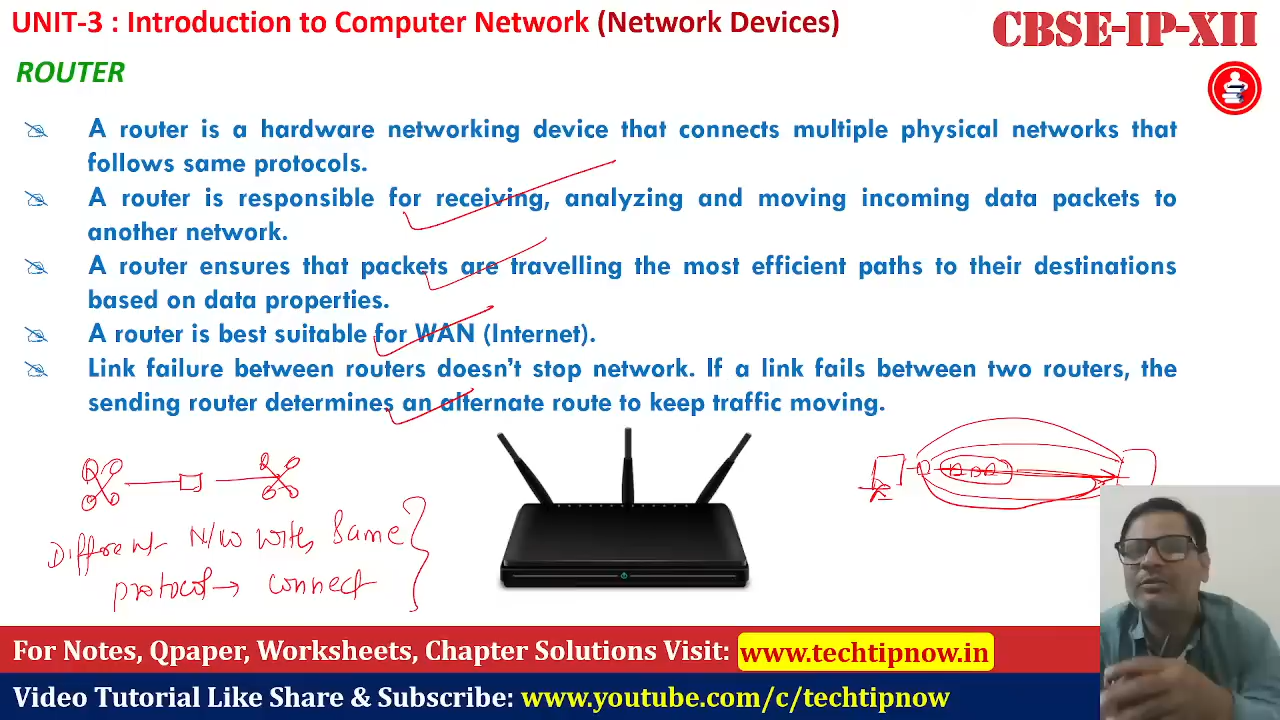 UNIT-3 : Introduction to Computer Network (Network Devices)
CBSE-IP-XII
ROUTER
A router is a hardware networking device that connects multiple physical networks that
follows same protocols.
A router is responsible for receiving, analyzing and moving incoming data packets to
another network.
A router ensures that packets are travelling the most efficient paths to their destinations
based on data properties.
A router is best suitable for WAN (Internet).
Link failure between routers doesn't stop network. If a link fails between two routers, the
sending router determines an alternate route to keep traffic moving.
Different N/W with Same
protocol → connect
For Notes, Qpaper, Worksheets, Chapter Solutions Visit: www.techtipnow.in
Video Tutorial Like Share & Subscribe: www.youtube.com/c/techtipnow